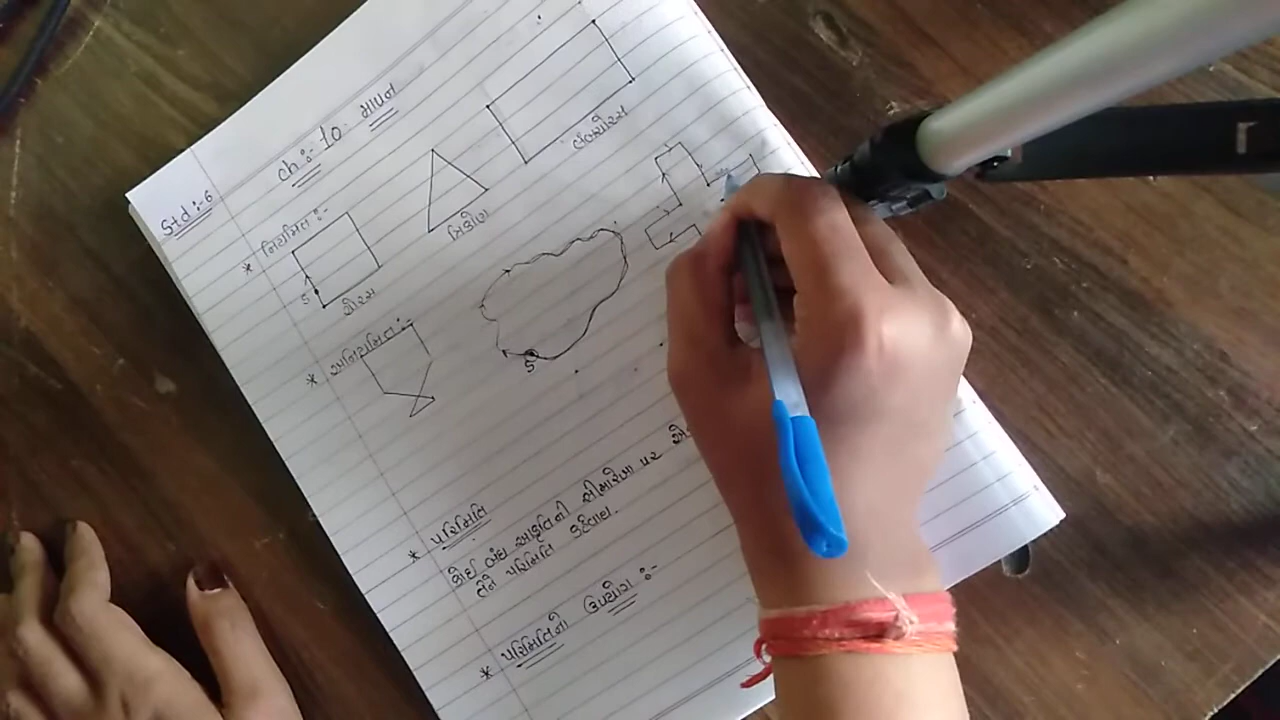 ch :- 10. માપન
Std :- 6
* નિયમિત :-
ચોરસ
ત્રિકોણ
લંબચોરસ
S
* અનિયમિત :-
S
* પરિમિતિ
કોઈ બંધ આકૃતિની સીમારેખા પર એ
તેને પરિમિતિ કહેવાય.
* પરિમિતિનો ઉપયોગ :-